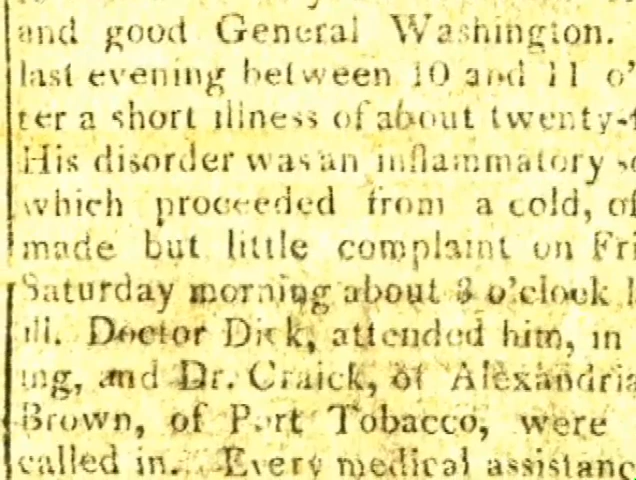 and good General Washington.
last evening between 10 and 11 o'
ter a short illness of about twenty-
His disorder was an inflammatory
which proceeded from a cold, of
made but little complaint on Fri
Saturday morning about 3 o'clock
ill. Doctor Dick, attended him, in
ing, and Dr. Craick, of Alexandria
Brown, of Port Tobacco, were
called in. Every medical assistanc